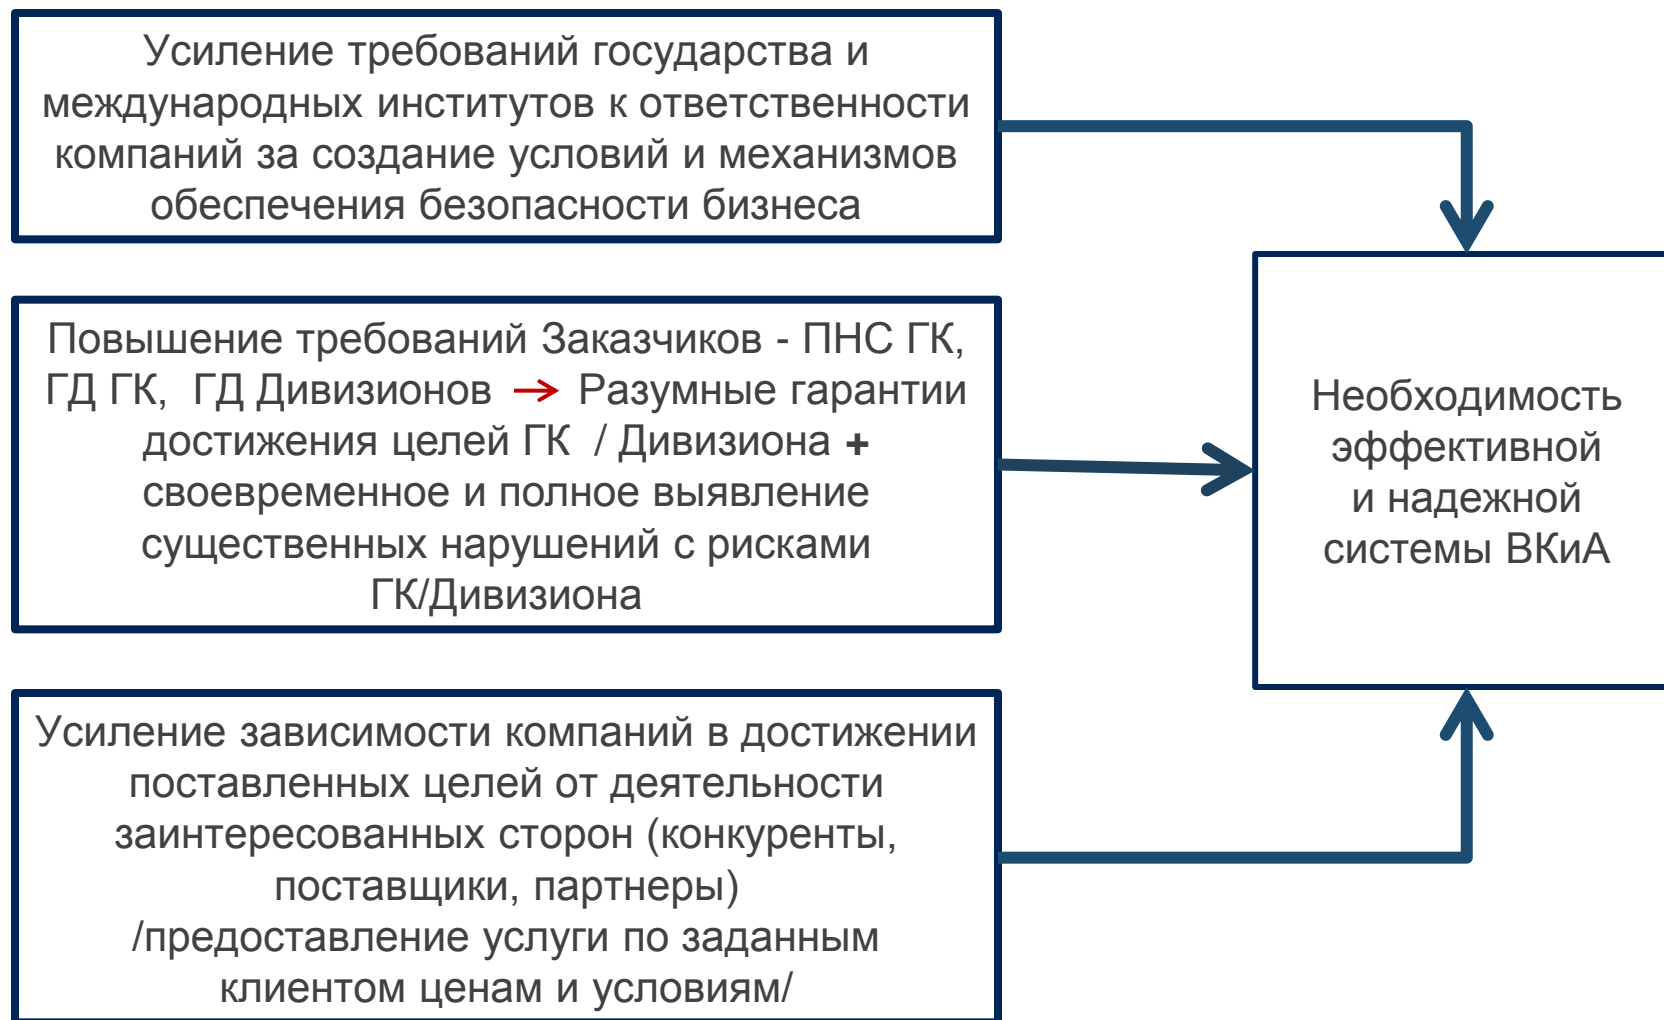 Усиление требований государства и
международных институтов к ответственности
компаний за создание условий и механизмов
обеспечения безопасности бизнеса
Повышение требований Заказчиков - ПНС ГК,
ГД ГК, ГД Дивизионов → Разумные гарантии
достижения целей ГК / Дивизиона +
своевременное и полное выявление
существенных нарушений с рисками
ГК/Дивизиона
Усиление зависимости компаний в достижении
поставленных целей от деятельности
заинтересованных сторон (конкуренты,
поставщики, партнеры)
/предоставление услуги по заданным
клиентом ценам и условиям/
Необходимость
эффективной
и надежной
системы ВКиА